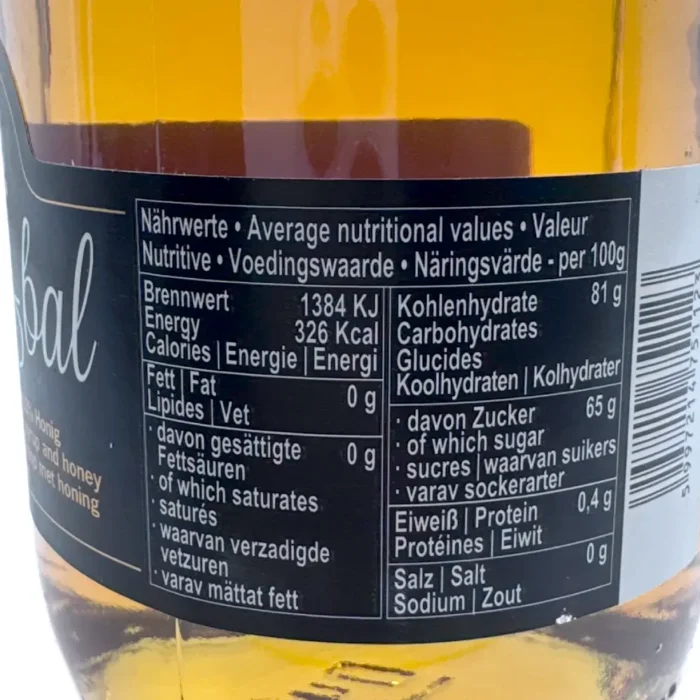 bal
Honig
and honey
met honing
Nährwerte • Average nutritional values • Valeur
Nutritive • Voedingswaarde • Näringsvärde - per 100g
Brennwert 1384 KJ
Energy 326 Kcal
Calories | Energie | Energi
Fett | Fat 0 g
Lipides | Vet
· davon gesättigte 0 g
Fettsäuren
· of which saturates
· saturés
· waarvan verzadigde
vetzuren
· varav mättat fett
Kohlenhydrate 81 g
Carbohydrates
Glucides
Koolhydraten | Kolhydrater
· davon Zucker 65 g
· of which sugar
· sucres | waarvan suikers
· varav sockerarter
Eiweiß | Protein 0,4 g
Protéines | Eiwit
Salz | Salt 0 g
Sodium | Zout